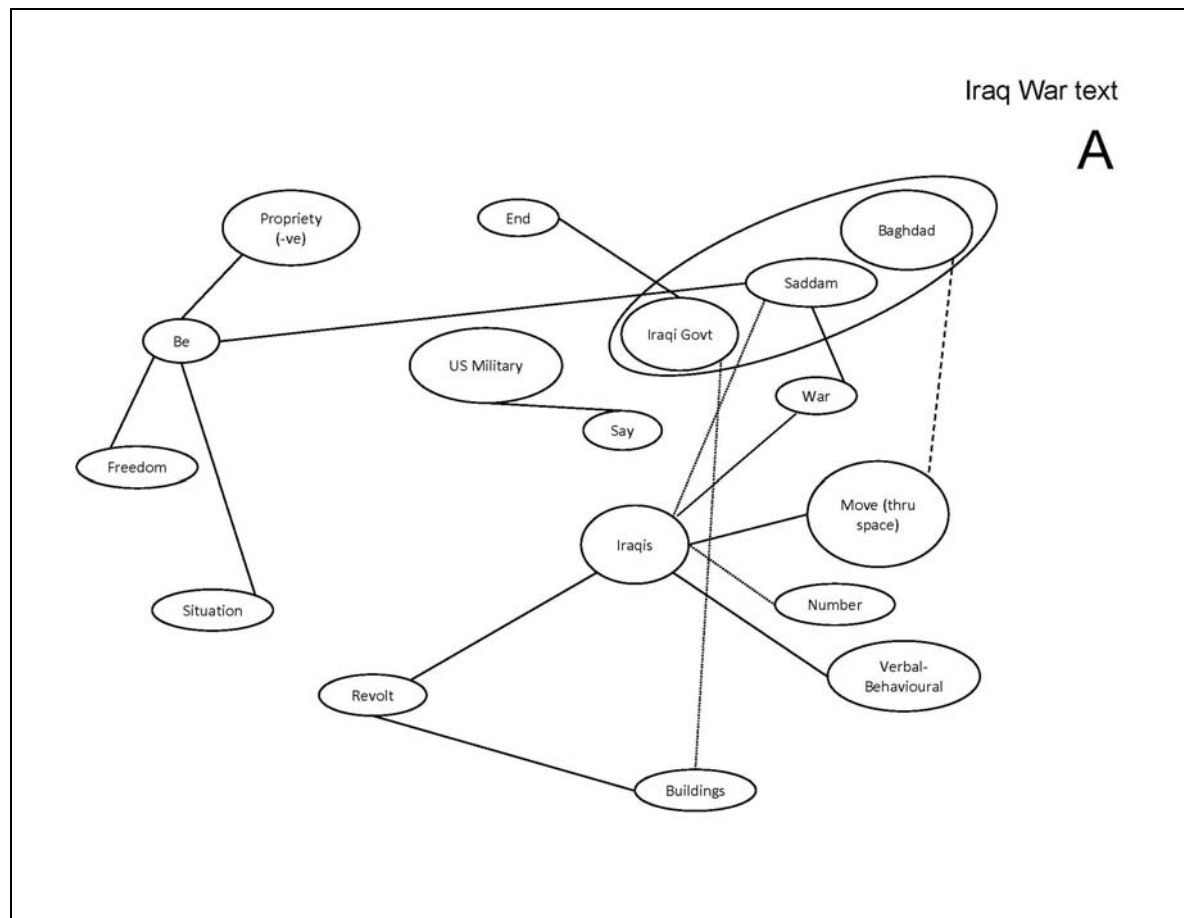 Iraq War text
A
Propriety
(-ve)
End
Baghdad
Saddam
Iraqi Govt
Be
US Military
War
Say
Freedom
Move (thru
space)
Iraqis
Number
Situation
Verbal-
Behavioural
Revolt
Buildings